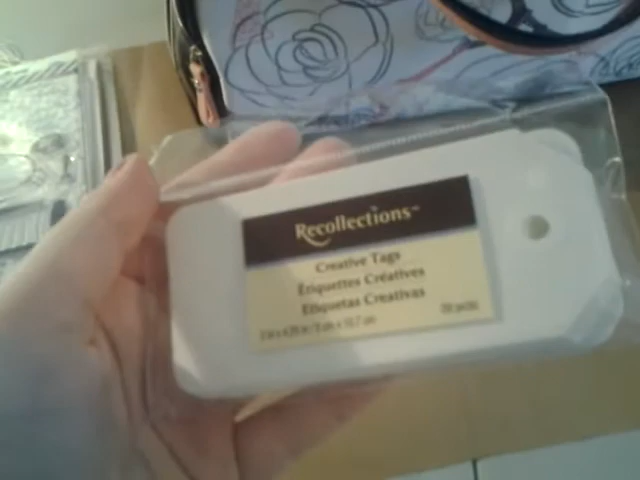 Recollections™
Creative Tags
Étiquettes Créatives
Etiquetas Creativas